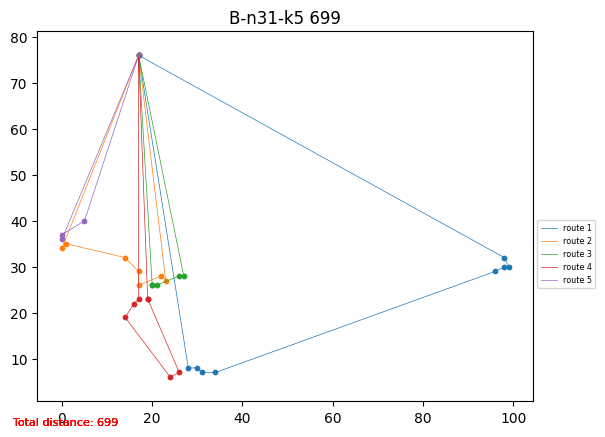 B-n31-k5 699
80
70
60
50
40
30
20
10
0 20 40 60 80 100
route 1
route 2
route 3
route 4
route 5
Total distance: 699